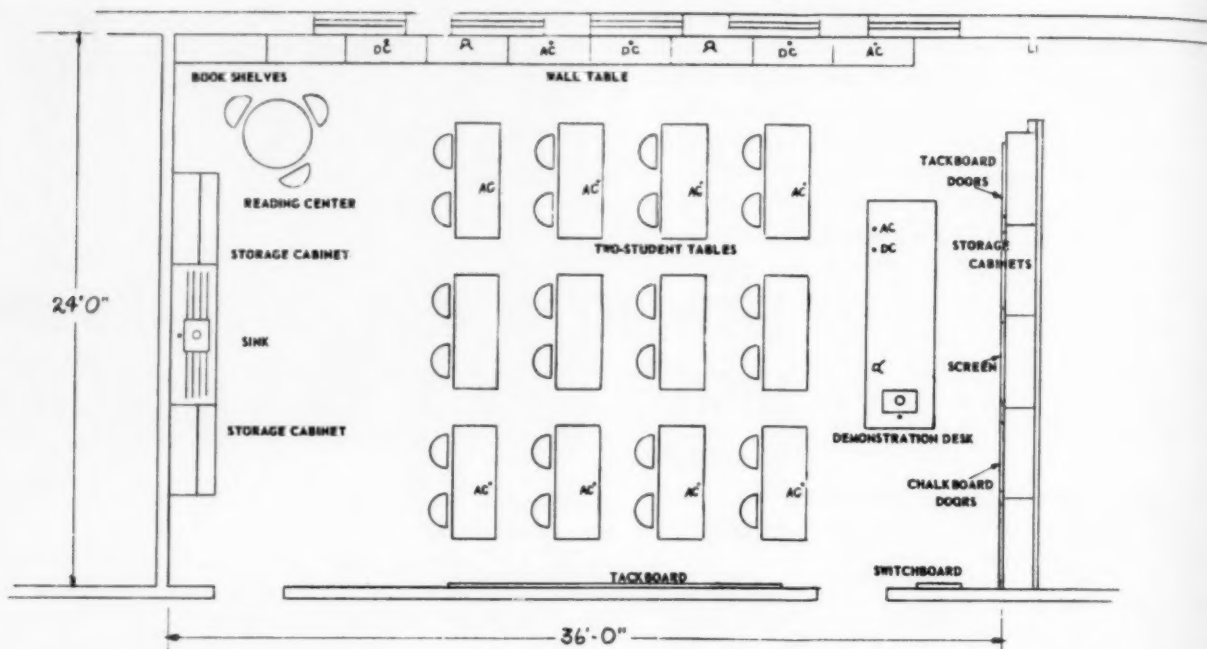 DC AC DC DC AC LI
BOOK SHELVES WALL TABLE
TACKBOARD
DOORS
AC AC AC AC
READING CENTER
AC
STORAGE CABINET TWO-STUDENT TABLES DC STORAGE
CABINETS
24'0"
SINK
SCREEN
STORAGE CABINET
DEMONSTRATION DESK
CHALKBOARD
DOORS
AC AC AC AC
TACKBOARD SWITCHBOARD
36'-0"